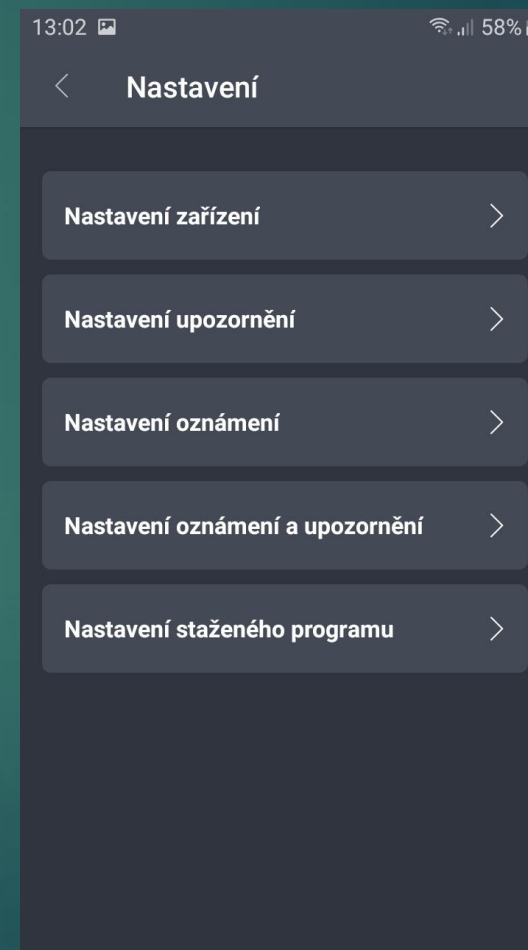 13:02 58%
Nastavení
Nastavení zařízení
Nastavení upozornění
Nastavení oznámení
Nastavení oznámení a upozornění
Nastavení staženého programu